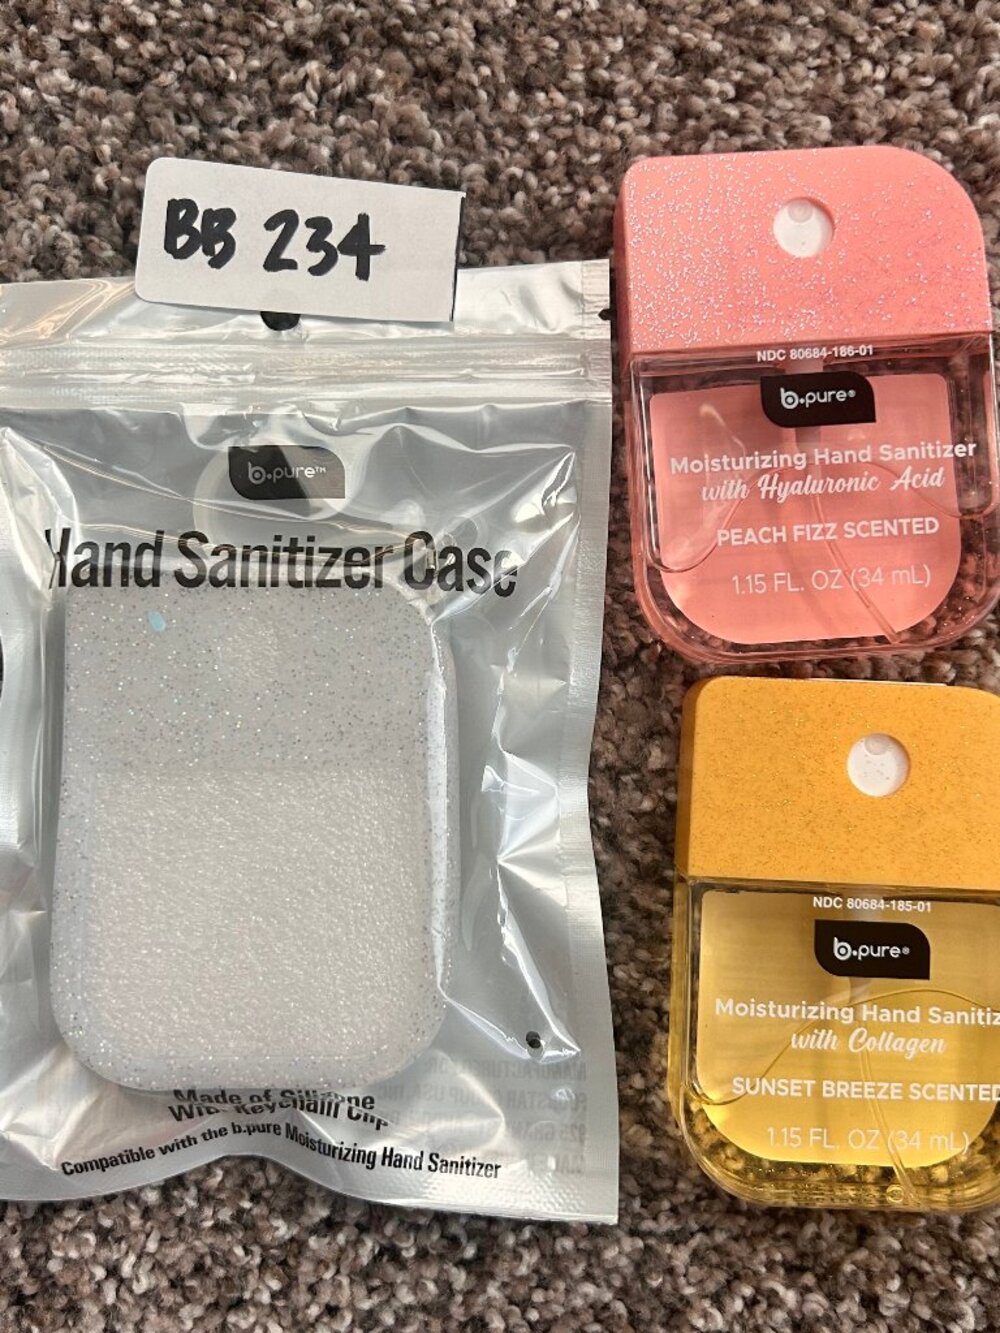 BB 234
b.pure™
Hand Sanitizer Case
Made of Silicone
With Keychain Clip
Compatible with the b.pure Moisturizing Hand Sanitizer
NDC 80684-186-01
b.pure®
Moisturizing Hand Sanitizer
with Hyaluronic Acid
PEACH FIZZ SCENTED
1.15 FL. OZ (34 mL)
NDC 80684-185-01
b.pure®
Moisturizing Hand Sanitiz
with Collagen
SUNSET BREEZE SCENTED
1.15 FL. OZ (34 mL)